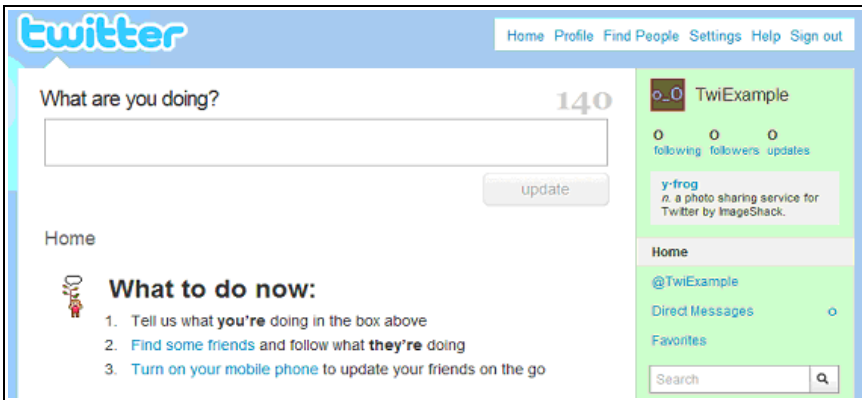 twitter
Home Profile Find People Settings Help Sign out
What are you doing?
140
update
Home
What to do now:
1. Tell us what you're doing in the box above
2. Find some friends and follow what they're doing
3. Turn on your mobile phone to update your friends on the go
o_O TwiExample
0 0 0
following followers updates
y-frog
n. a photo sharing service for
Twitter by ImageShack.
Home
@TwiExample
Direct Messages 0
Favorites
Search